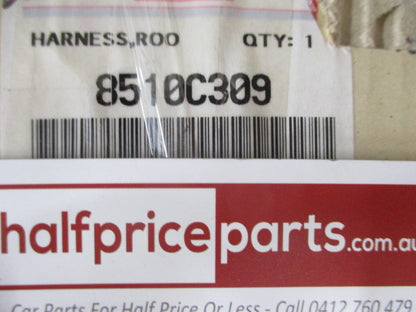 HARNESS,ROO QTY: 1
8510C309
halfpriceparts.com.au
Car Parts For Half Price Or Less - Call 0412 760 479